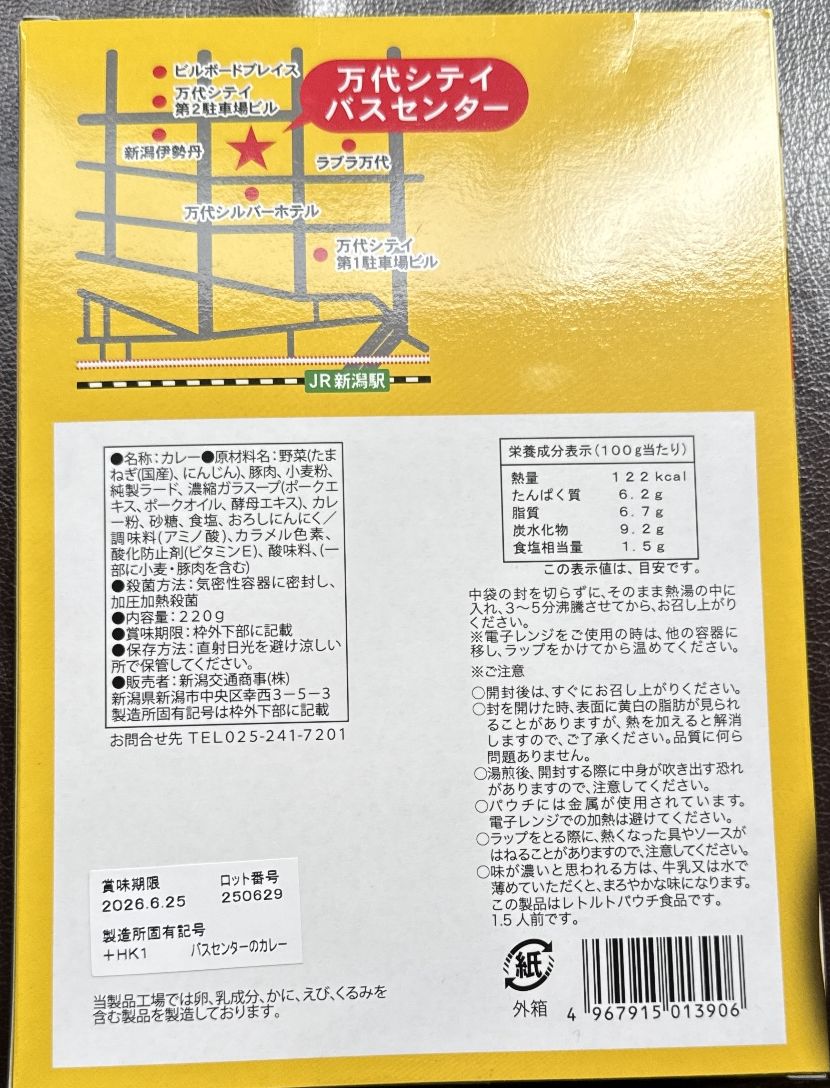 ビルボードプレイス
万代シテイ
第2駐車場ビル
万代シテイ
バスセンター
新潟伊勢丹
ラブラ万代
万代シルバーホテル
万代シテイ
第1駐車場ビル
JR新潟駅
●名称:カレー●原材料名:野菜(たま
ねぎ(国産)、にんじん)、豚肉、小麦粉、
純製ラード、濃縮ガラスープ(ポークエ
キス、ポークオイル、酵母エキス)、カレ
ー粉、砂糖、食塩、おろしにんにく/
調味料(アミノ酸)、カラメル色素、
酸化防止剤(ビタミンE)、酸味料、(一
部に小麦・豚肉を含む)
●殺菌方法:気密性容器に密封し、
加圧加熱殺菌
●内容量:220g
●賞味期限:枠外下部に記載
●保存方法:直射日光を避け涼しい
所で保管してください。
●販売者:新潟交通商事(株)
新潟県新潟市中央区幸西3-5-3
製造所固有記号は枠外下部に記載
お問合せ先 TEL025-241-7201
栄養成分表示(100g当たり)
熱量 122kcal
たんぱく質 6.2g
脂質 6.7g
炭水化物 9.2g
食塩相当量 1.5g
この表示値は、目安です。
中袋の封を切らずに、そのまま熱湯の中に
入れ、3〜5分沸騰させてから、お召し上がり
ください。
※電子レンジをご使用の時は、他の容器に
移し、ラップをかけてから温めてください。
※ご注意
○開封後は、すぐにお召し上がりください。
○封を開けた時、表面に黄白の脂肪が見られ
ることがありますが、熱を加えると解消
しますので、ご了承ください。品質に何ら
問題ありません。
○湯煎後、開封する際に中身が吹き出す恐れ
がありますので、注意してください。
○パウチには金属が使用されています。
電子レンジでの加熱は避けてください。
○ラップをとる際に、熱くなった具やソースが
はねることがありますので、注意してください。
○味が濃いと思われる方は、牛乳又は水で
薄めていただくと、まろやかな味になります。
この製品はレトルトパウチ食品です。
1.5人前です。
賞味期限 ロット番号
2026.6.25 250629
製造所固有記号
+HK1 バスセンターのカレー
当製品工場では卵、乳成分、かに、えび、くるみを
含む製品を製造しております。
紙
外箱
4 967915 013906